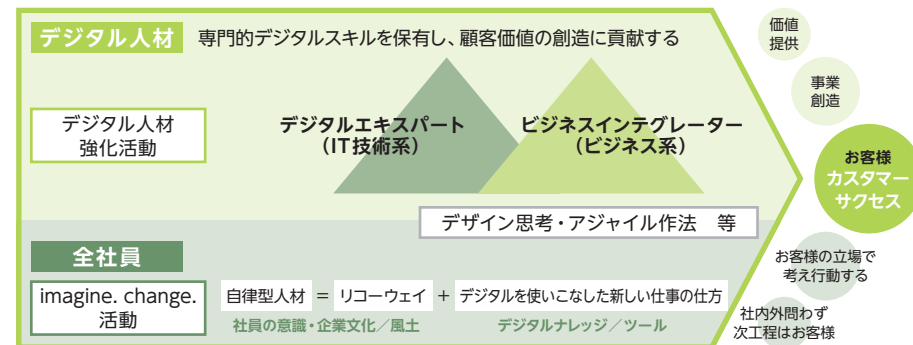 デジタル人材
専門的デジタルスキルを保有し、顧客価値の創造に貢献する
デジタル人材
強化活動
デジタルエキスパート
(IT技術系)
ビジネスインテグレーター
(ビジネス系)
デザイン思考・アジャイル作法 等
全社員
imagine. change.
活動
自律型人材 = リコーウェイ + デジタルを使いこなした新しい仕事の仕方
社員の意識・企業文化/風土
デジタルナレッジ/ツール
価値
提供
事業
創造
お客様
カスタマー
サクセス
お客様の立場で
考え行動する
社内外問わず
次工程はお客様